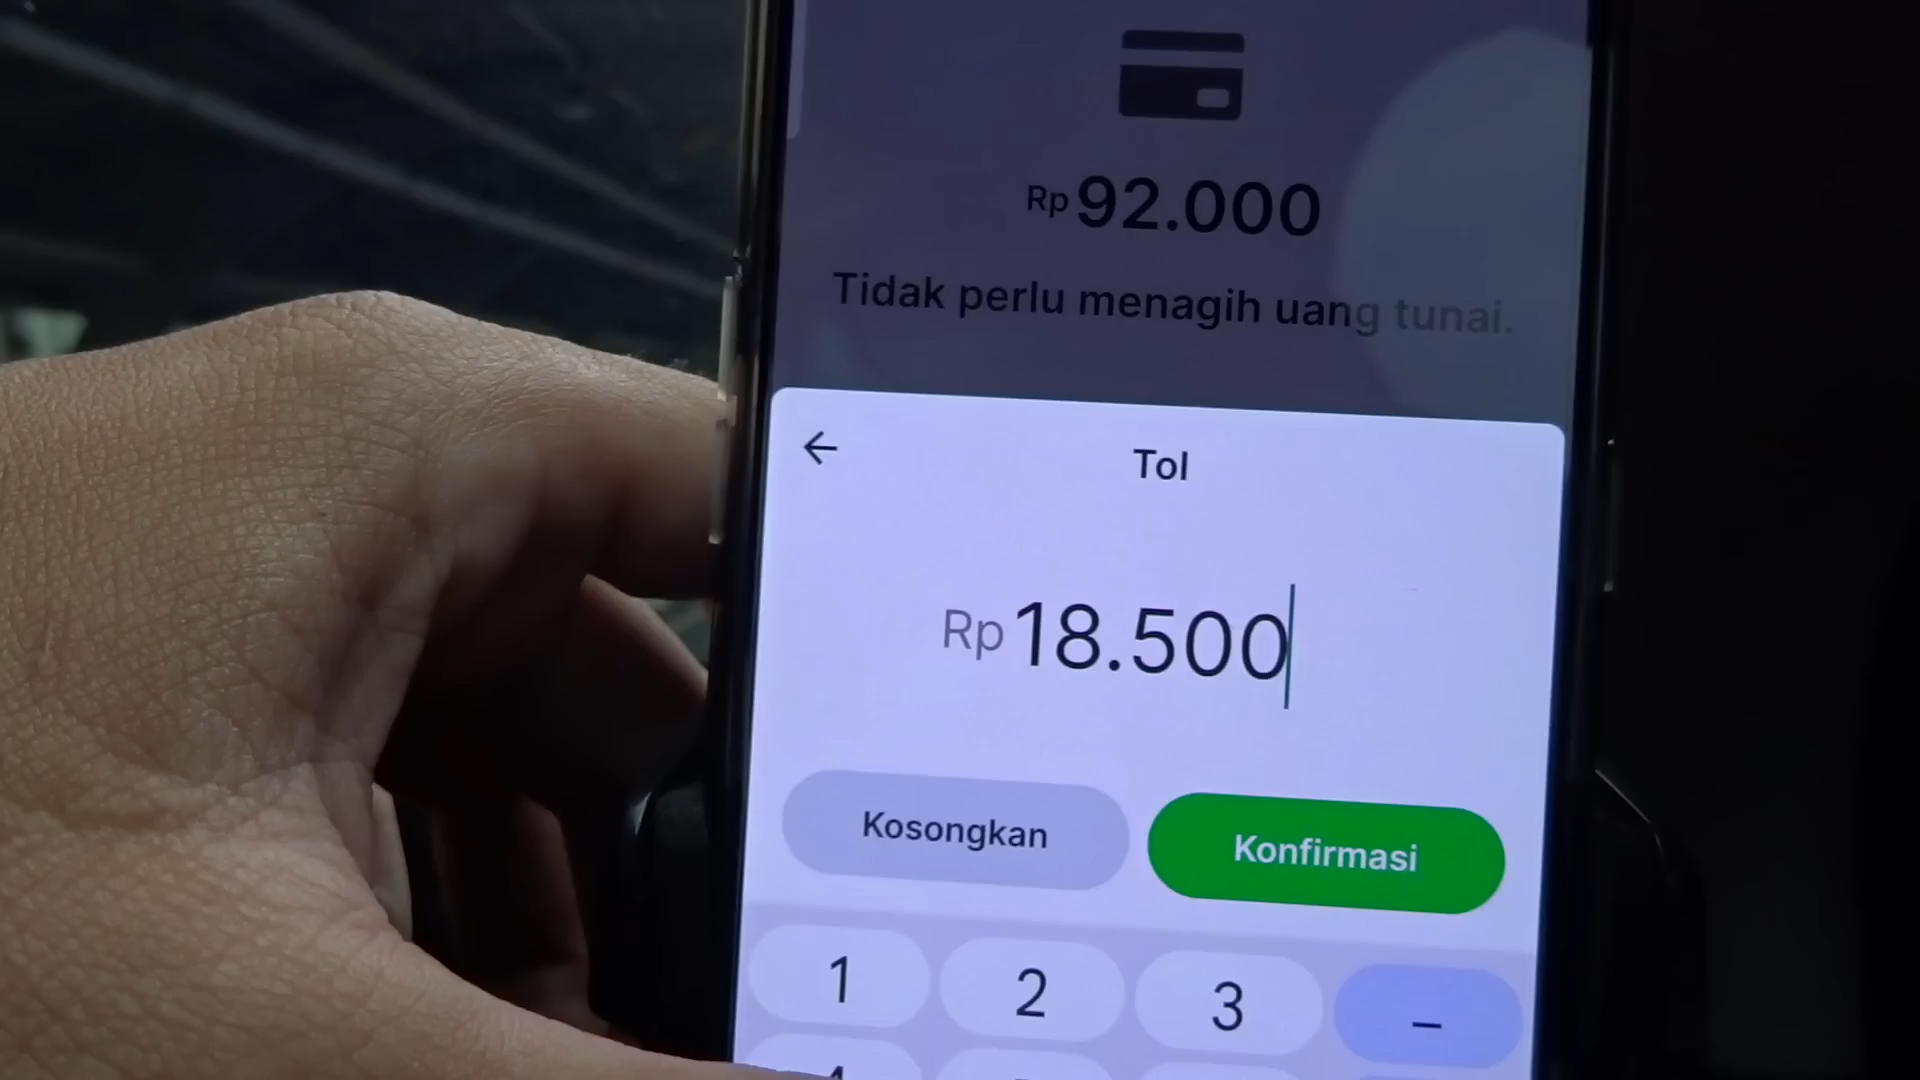 Rp 92.000
Tidak perlu menagih uang tunai.
Tol
Rp 18.500
Kosongkan Konfirmasi
1 2 3 –